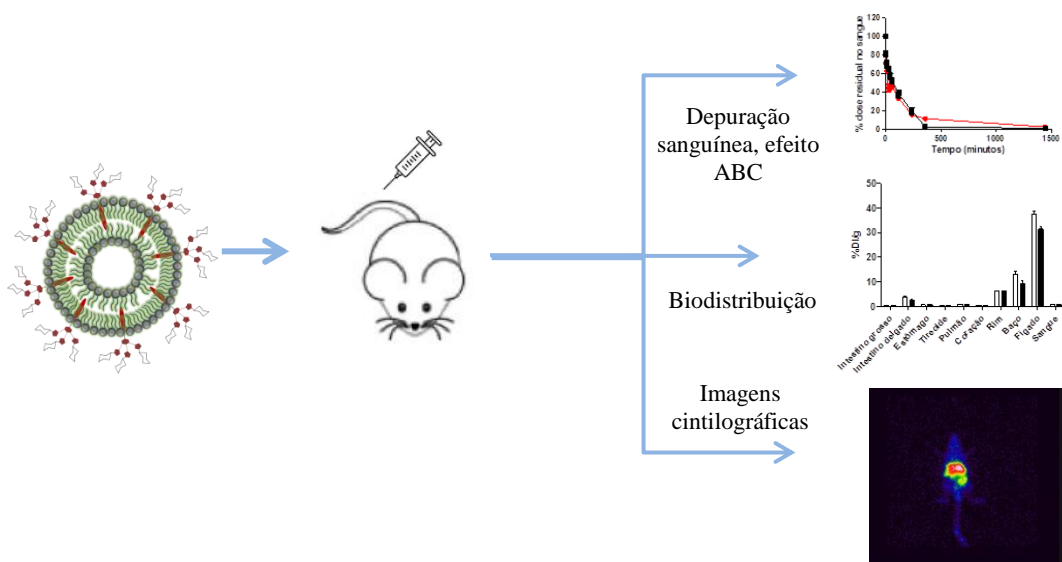 120
100
80
60
40
20
0
% dose residual no sangue
0
500
1000
1500
Tempo (minutos)
Depuração
sanguínea, efeito
ABC
50
40
30
20
10
0
%DI/g
Intestino grosso
Intestino delgado
Estômago
Tireóide
Pulmão
Coração
Rim
Baço
Fígado
Sangue
Biodistribuição
Imagens
cintilográficas